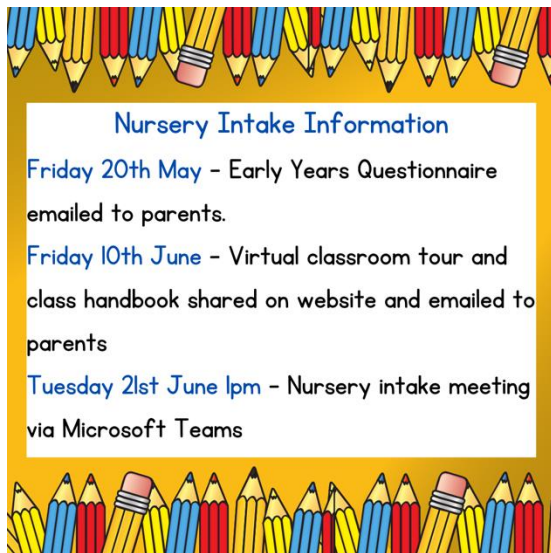 Nursery Intake Information
Friday 20th May - Early Years Questionnaire
emailed to parents.
Friday 10th June - Virtual classroom tour and
class handbook shared on website and emailed to
parents
Tuesday 21st June 1pm - Nursery intake meeting
via Microsoft Teams